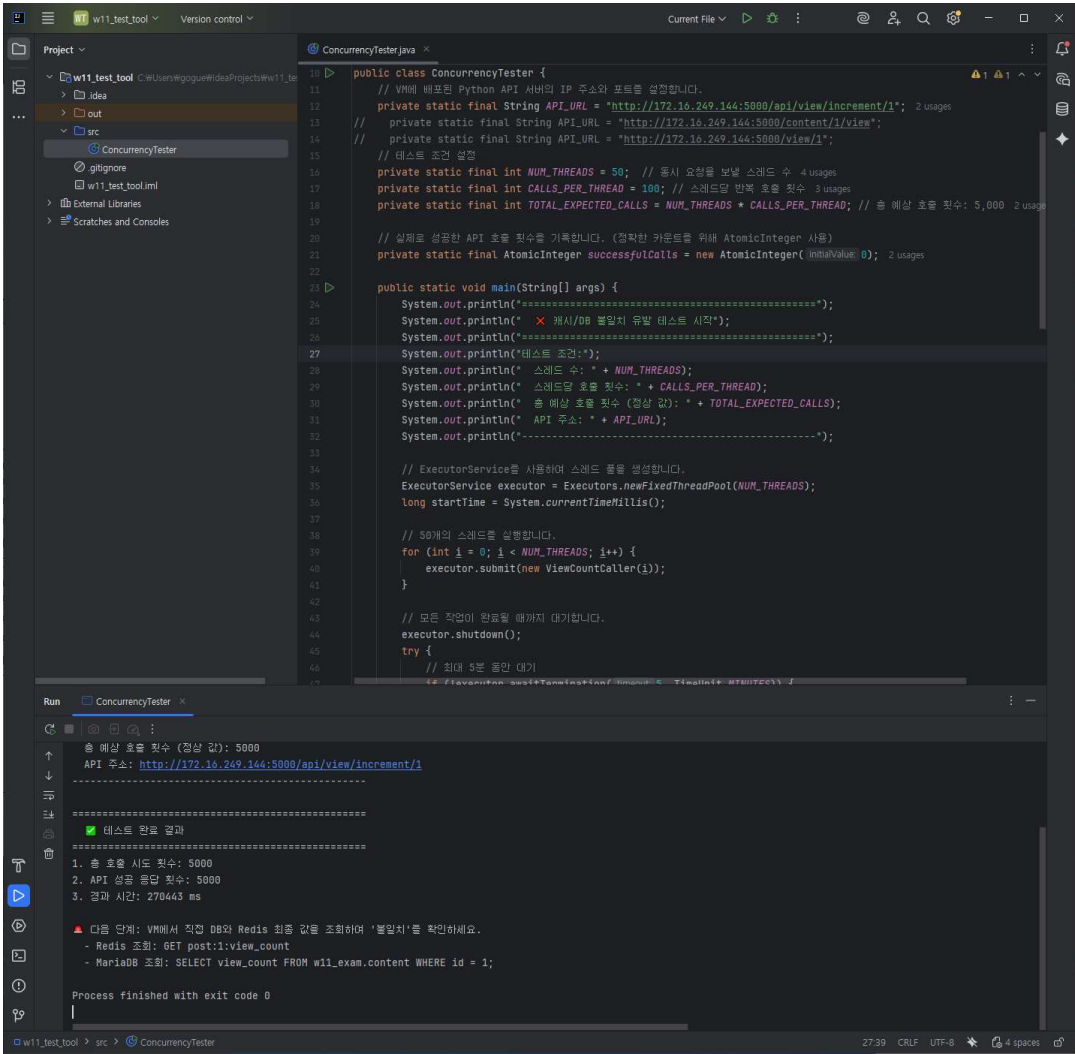 WT w11_test_tool Version control Current File
Project
ConcurrencyTester.java
w11_test_tool C:₩Users₩gogue₩IdeaProjects₩w11_te
.idea
out
src
ConcurrencyTester
.gitignore
w11_test_tool.iml
External Libraries
Scratches and Consoles
10 public class ConcurrencyTester {
1 1
11 // VM에 배포된 Python API 서버의 IP 주소와 포트를 설정합니다.
12 private static final String API_URL = "http://172.16.249.144:5000/api/view/increment/1"; 2 usages
13 // private static final String API_URL = "http://172.16.249.144:5000/content/1/view";
14 // private static final String API_URL = "http://172.16.249.144:5000/view/1";
15 // 테스트 조건 설정
16 private static final int NUM_THREADS = 50; // 동시 요청을 보낼 스레드 수 4 usages
17 private static final int CALLS_PER_THREAD = 100; // 스레드당 반복 호출 횟수 3 usages
18 private static final int TOTAL_EXPECTED_CALLS = NUM_THREADS * CALLS_PER_THREAD; // 총 예상 호출 횟수: 5,000 2 usage
19
20 // 실제로 성공한 API 호출 횟수를 기록합니다. (정확한 카운트를 위해 AtomicInteger 사용)
21 private static final AtomicInteger successfulCalls = new AtomicInteger( initialValue: 0); 2 usages
22
23 public static void main(String[] args) {
24 System.out.println("=================================================");
25 System.out.println(" ❌ 캐시/DB 불일치 유발 테스트 시작");
26 System.out.println("=================================================");
27 System.out.println("테스트 조건:");
28 System.out.println(" 스레드 수: " + NUM_THREADS);
29 System.out.println(" 스레드당 호출 횟수: " + CALLS_PER_THREAD);
30 System.out.println(" 총 예상 호출 횟수 (정상 값): " + TOTAL_EXPECTED_CALLS);
31 System.out.println(" API 주소: " + API_URL);
32 System.out.println("-------------------------------------------------");
33
34 // ExecutorService를 사용하여 스레드 풀을 생성합니다.
35 ExecutorService executor = Executors.newFixedThreadPool(NUM_THREADS);
36 long startTime = System.currentTimeMillis();
37
38 // 50개의 스레드를 실행합니다.
39 for (int i = 0; i < NUM_THREADS; i++) {
40 executor.submit(new ViewCountCaller(i));
41 }
42
43 // 모든 작업이 완료될 때까지 대기합니다.
44 executor.shutdown();
45 try {
46 // 최대 5분 동안 대기
47 if (!executor.awaitTermination( timeout: 5, TimeUnit.MINUTES)) {
Run ConcurrencyTester
총 예상 호출 횟수 (정상 값): 5000
API 주소: http://172.16.249.144:5000/api/view/increment/1
-------------------------------------------------
=================================================
✅ 테스트 완료 결과
=================================================
1. 총 호출 시도 횟수: 5000
2. API 성공 응답 횟수: 5000
3. 경과 시간: 270443 ms
🚨 다음 단계: VM에서 직접 DB와 Redis 최종 값을 조회하여 '불일치'를 확인하세요.
- Redis 조회: GET post:1:view_count
- MariaDB 조회: SELECT view_count FROM w11_exam.content WHERE id = 1;
Process finished with exit code 0
w11_test_tool > src > ConcurrencyTester 27:39 CRLF UTF-8 4 spaces